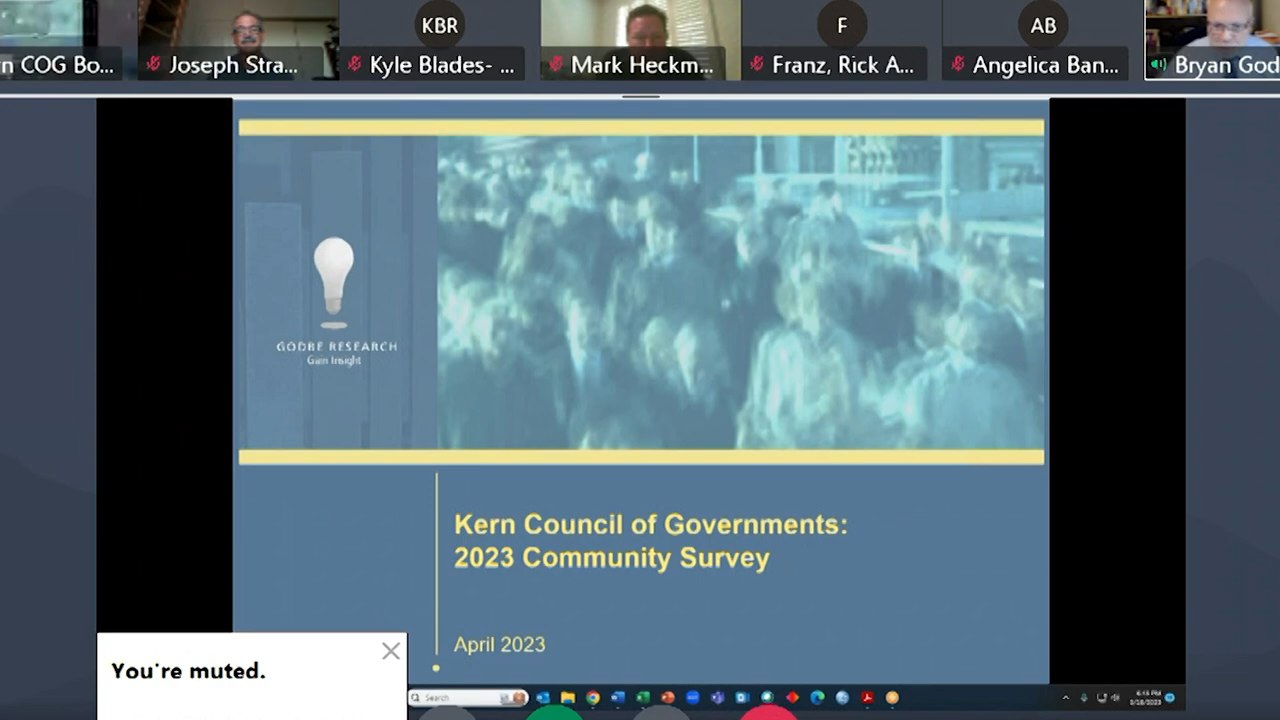 KBR
F
AB
n COG Bo...
Joseph Stra...
Kyle Blades- ...
Mark Heckm...
Franz, Rick A...
Angelica Ban...
Bryan God
GODBE RESEARCH
Gain Insight
Kern Council of Governments:
2023 Community Survey
April 2023
You're muted.
Search